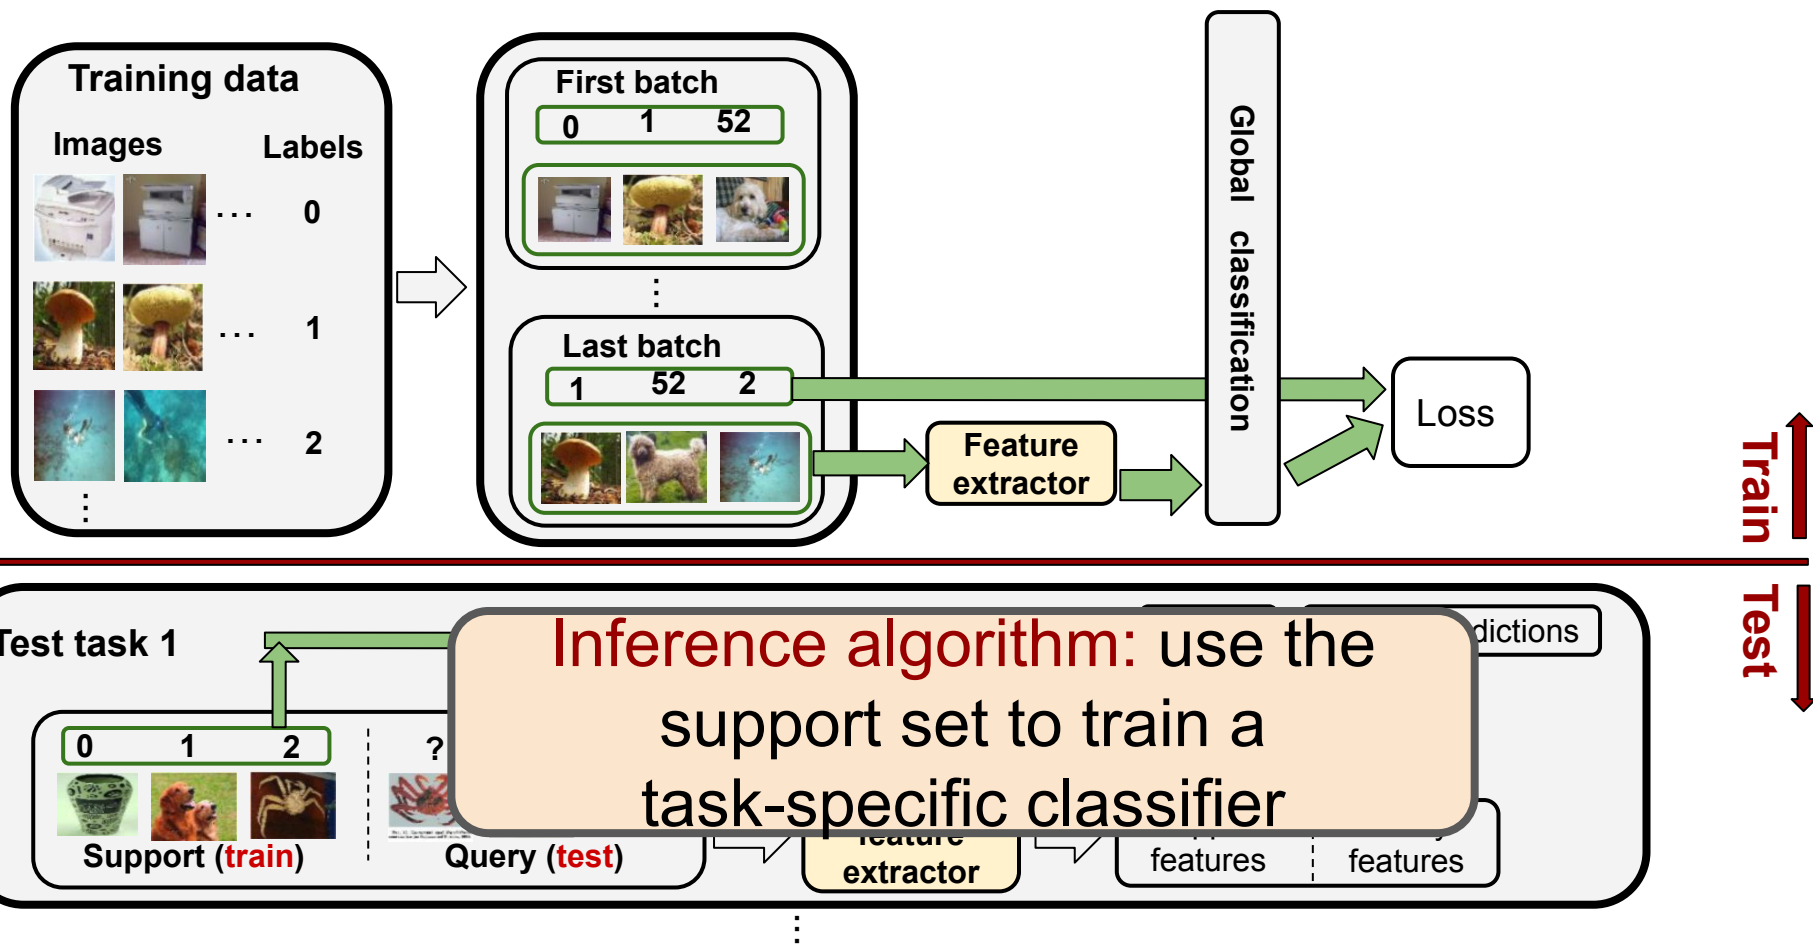 Training data
Images
Labels
... 0
... 1
... 2
⋮
First batch
0 1 52
⋮
Last batch
1 52 2
Feature
extractor
Global classification
Loss
Train
Test
Test task 1
Inference algorithm: use the
support set to train a
task-specific classifier
0 1 2
?
Support (train)
Query (test)
feature
extractor
features
features
⋮